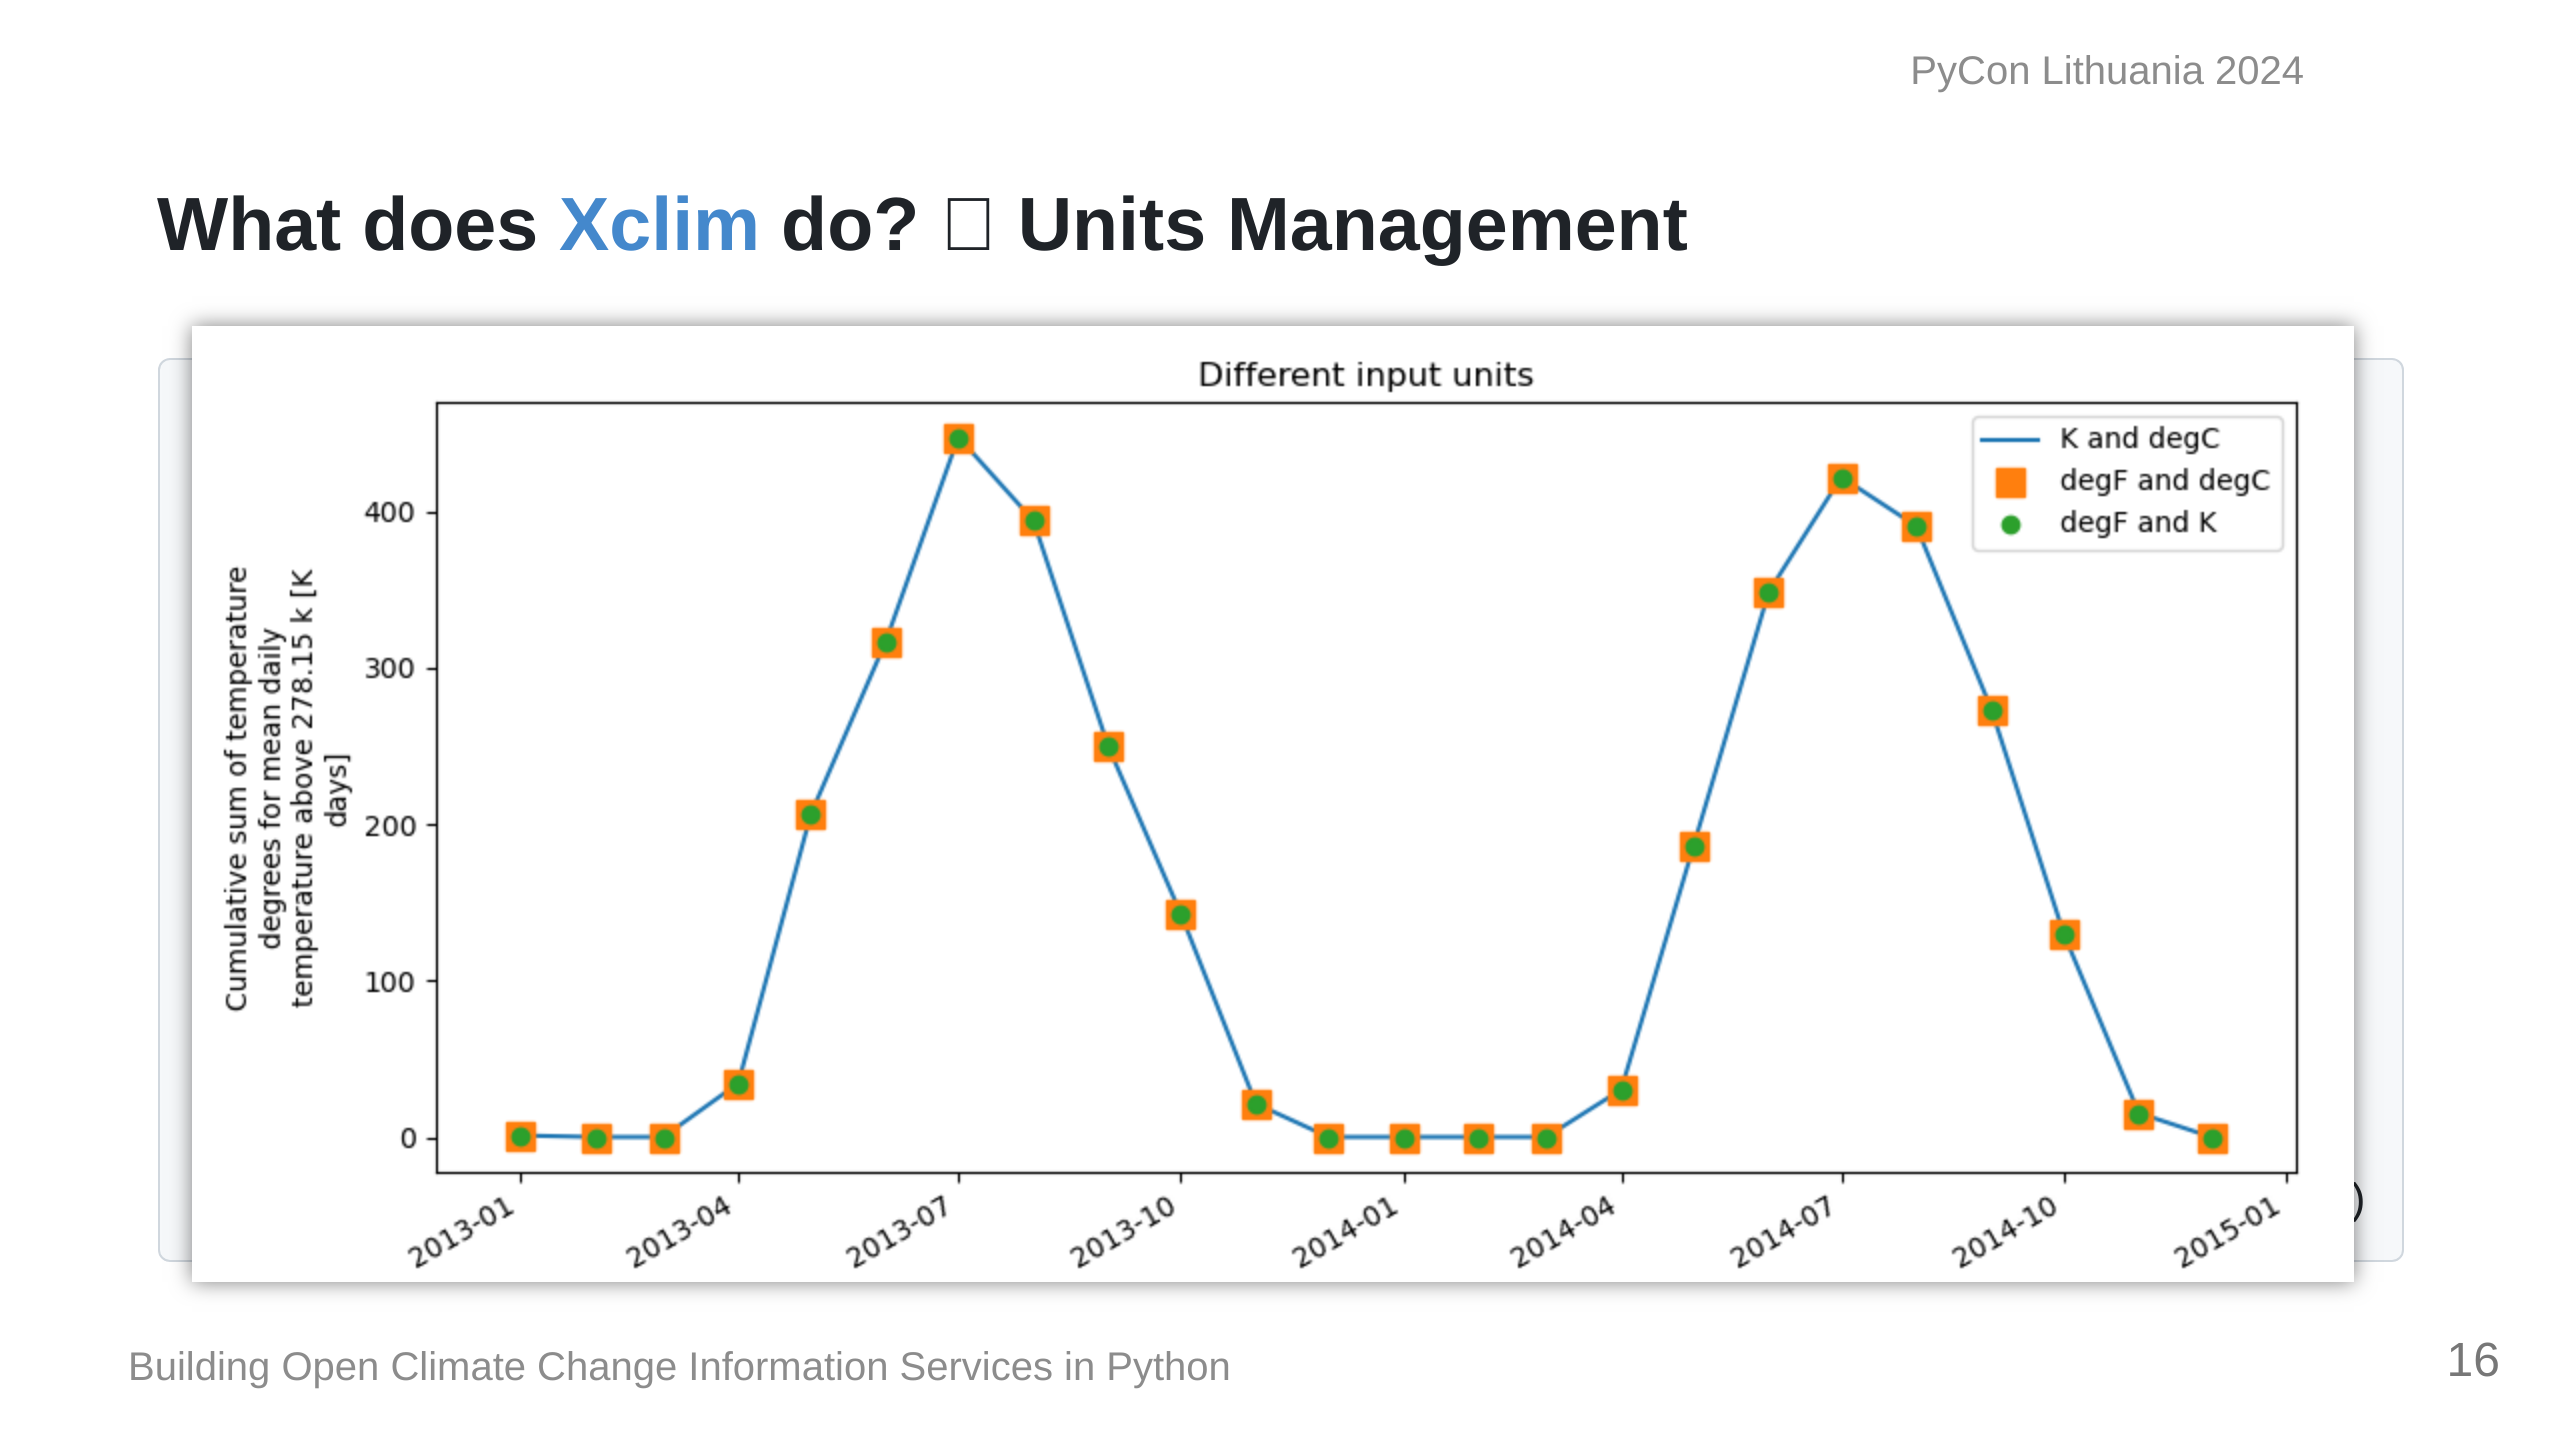 PyCon Lithuania 2024
What does Xclim do? Units Management
Different input units
K and degC
degF and degC
degF and K
Cumulative sum of temperature
degrees for mean daily
temperature above 278.15 k [K
days]
400
300
200
100
0
2013-01
2013-04
2013-07
2013-10
2014-01
2014-04
2014-07
2014-10
2015-01
)
Building Open Climate Change Information Services in Python
16